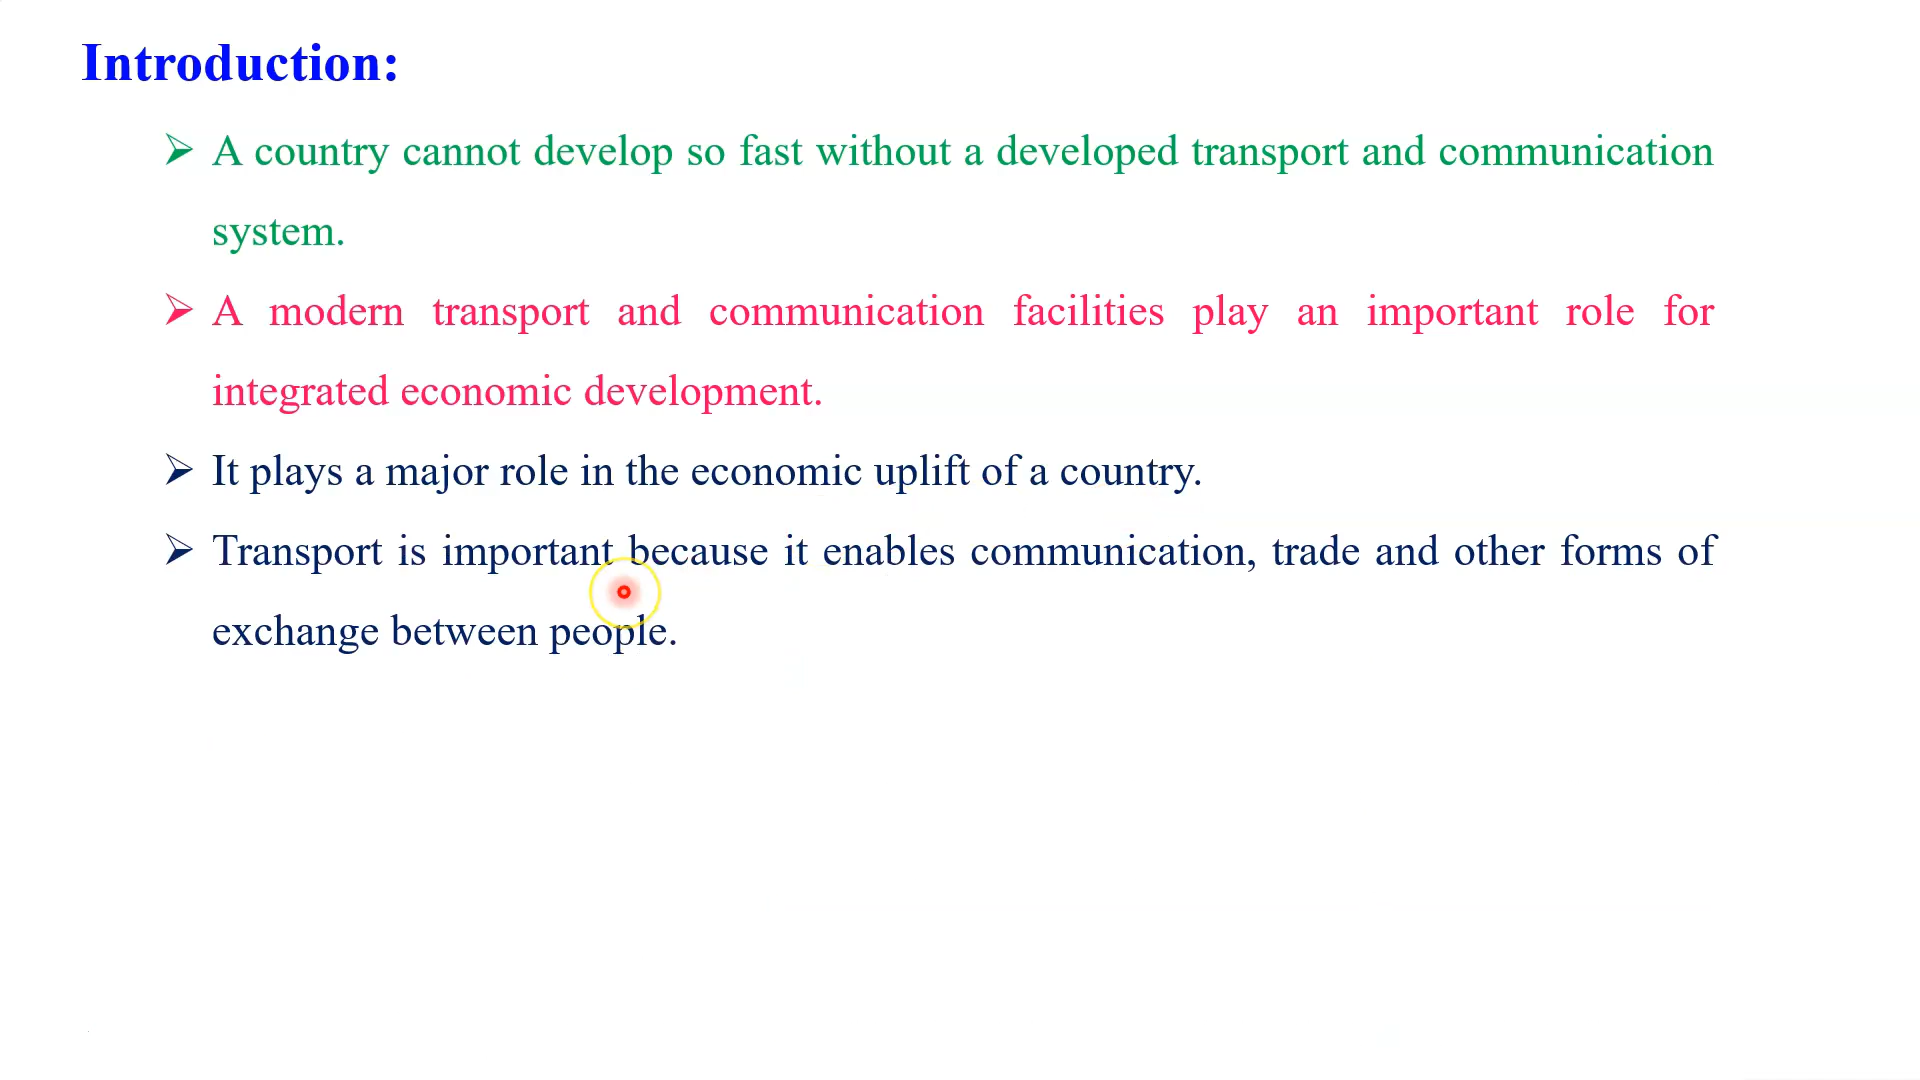 Introduction:
➢ A country cannot develop so fast without a developed transport and communication
system.
➢ A modern transport and communication facilities play an important role for
integrated economic development.
➢ It plays a major role in the economic uplift of a country.
➢ Transport is important because it enables communication, trade and other forms of
exchange between people.